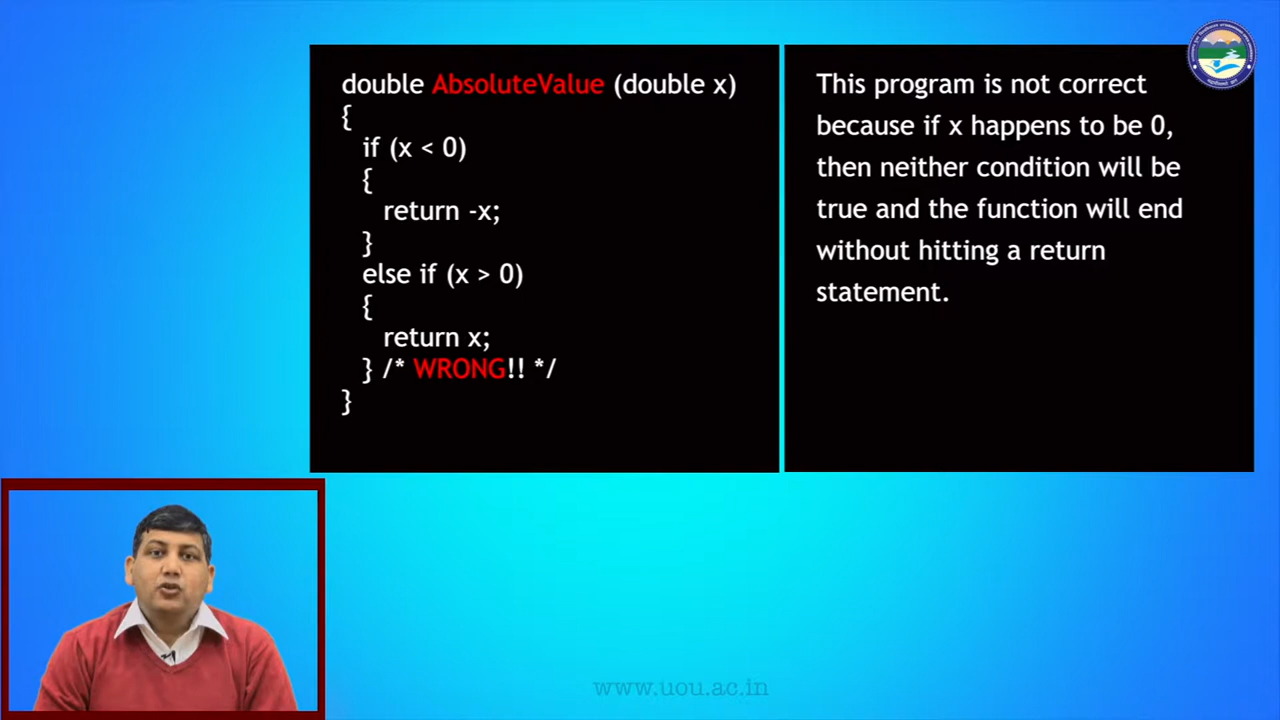 double AbsoluteValue (double x)
{
if (x < 0)
{
return -x;
}
else if (x > 0)
{
return x;
} /* WRONG!! */
}
This program is not correct
because if x happens to be 0,
then neither condition will be
true and the function will end
without hitting a return
statement.
www.uou.ac.in